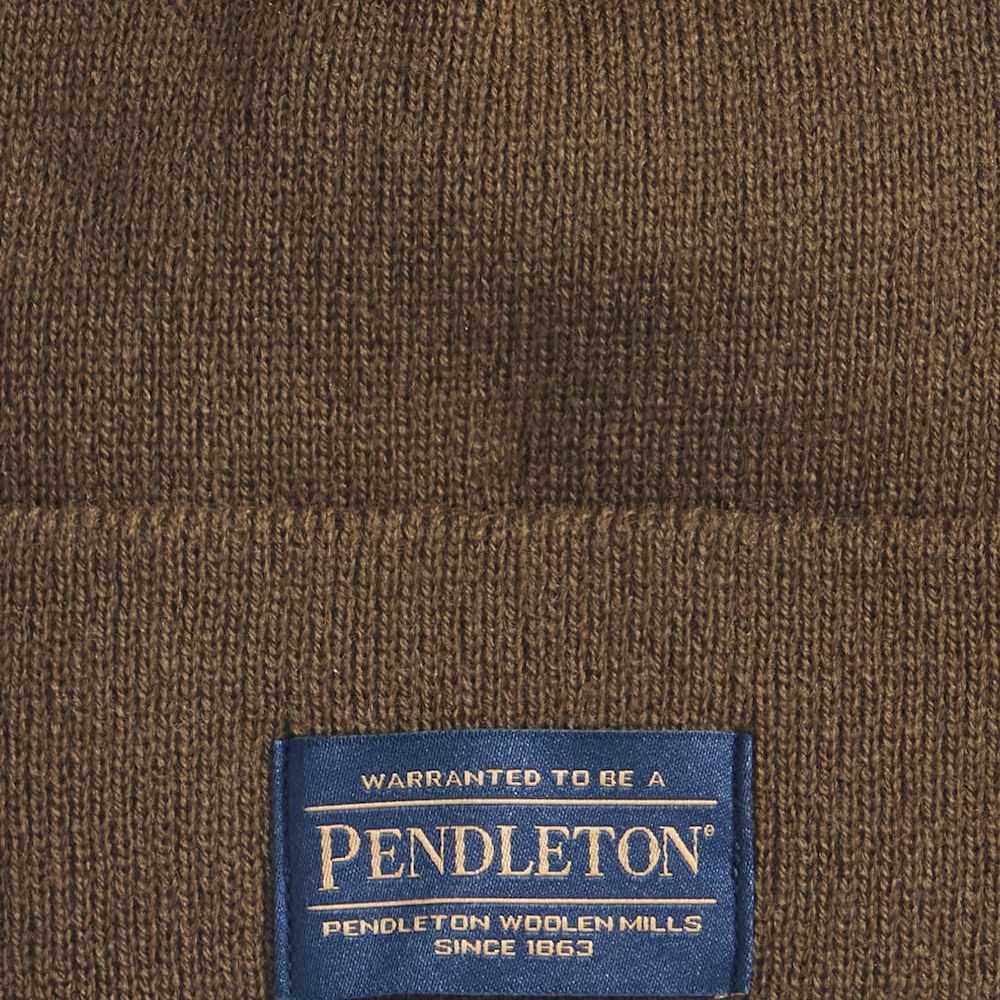 WARRANTED TO BE A
PENDLETON®
PENDLETON WOOLEN MILLS
SINCE 1863